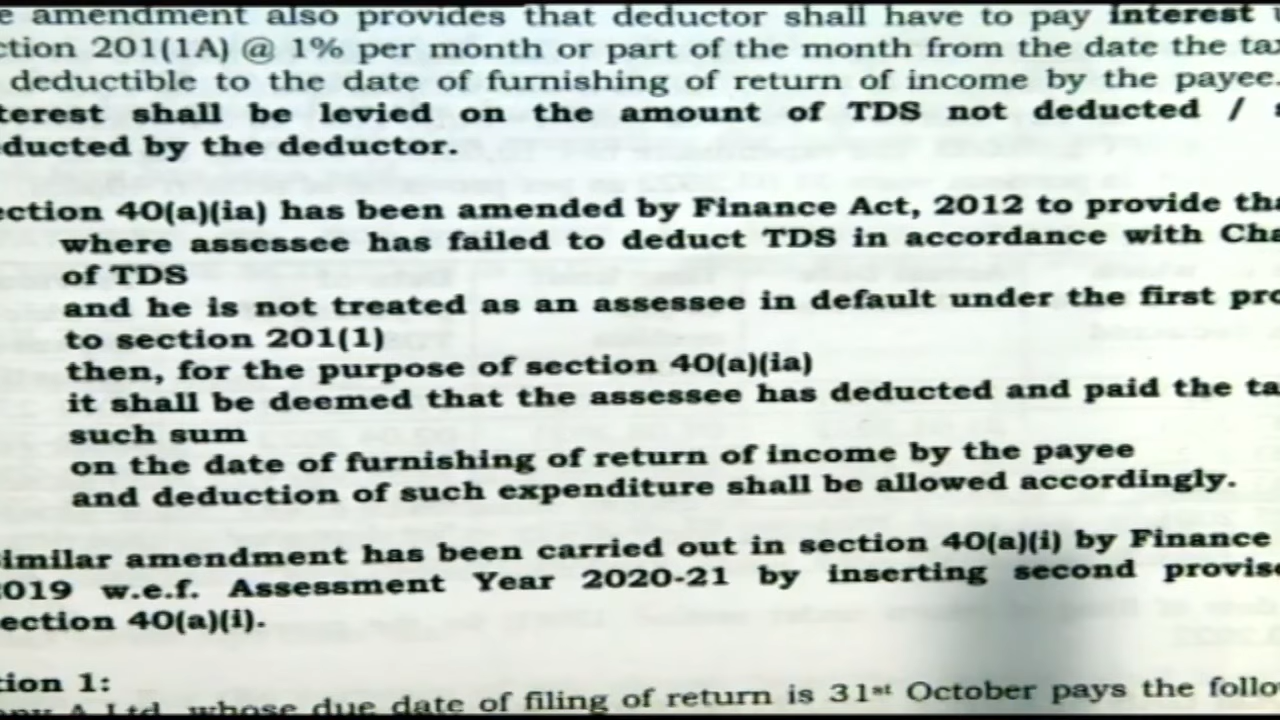 e amendment also provides that deductor shall have to pay interest
ction 201(1A) @ 1% per month or part of the month from the date the tax
deductible to the date of furnishing of return of income by the payee.
terest shall be levied on the amount of TDS not deducted /
ducted by the deductor.
ection 40(a)(ia) has been amended by Finance Act, 2012 to provide tha
where assessee has failed to deduct TDS in accordance with Cha
of TDS
and he is not treated as an assessee in default under the first pro
to section 201(1)
then, for the purpose of section 40(a)(ia)
it shall be deemed that the assessee has deducted and paid the ta
such sum
on the date of furnishing of return of income by the payee
and deduction of such expenditure shall be allowed accordingly.
imilar amendment has been carried out in section 40(a)(i) by Finance
2019 w.e.f. Assessment Year 2020-21 by inserting second proviso
ection 40(a)(i).
tion 1:
A Ltd. whose due date of filing of return is 31st October pays the follo